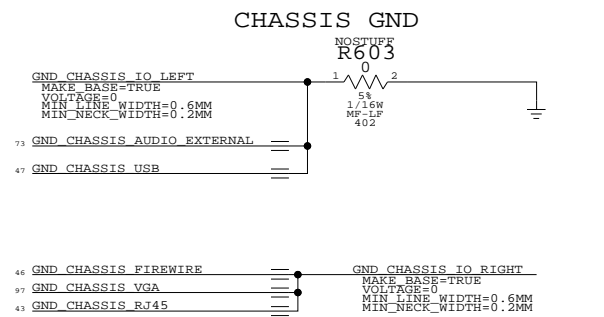 CHASSIS GND
NOSTUFF
R603
0
1 2
5%
1/16W
MF-LF
402
GND_CHASSIS_IO_LEFT
MAKE_BASE=TRUE
VOLTAGE=0
MIN_LINE_WIDTH=0.6MM
MIN_NECK_WIDTH=0.2MM
73 GND_CHASSIS_AUDIO_EXTERNAL
47 GND_CHASSIS_USB
46 GND_CHASSIS_FIREWIRE
97 GND_CHASSIS_VGA
43 GND_CHASSIS_RJ45
GND_CHASSIS_IO_RIGHT
MAKE_BASE=TRUE
VOLTAGE=0
MIN_LINE_WIDTH=0.6MM
MIN_NECK_WIDTH=0.2MM